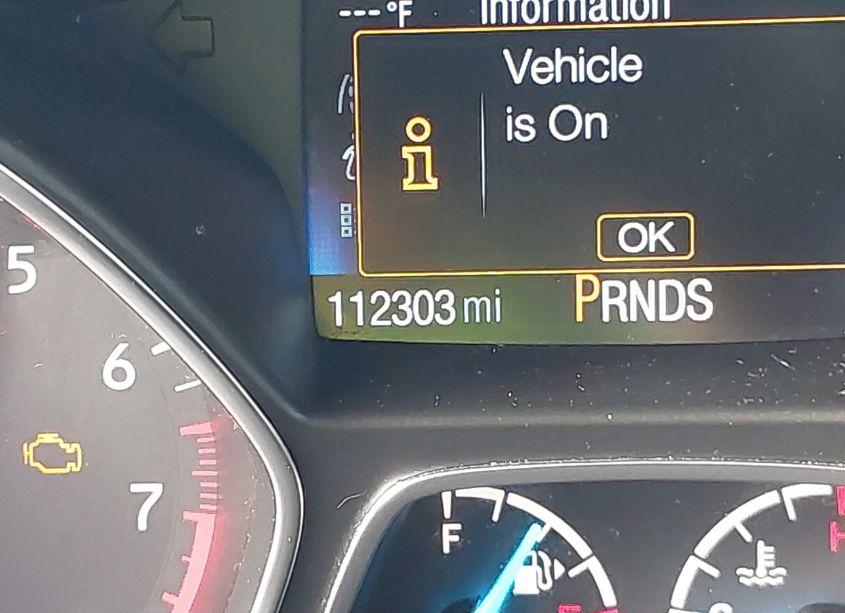 ---°F
Information
Vehicle
is On
OK
112303 mi
PRNDS
5
6
7
F